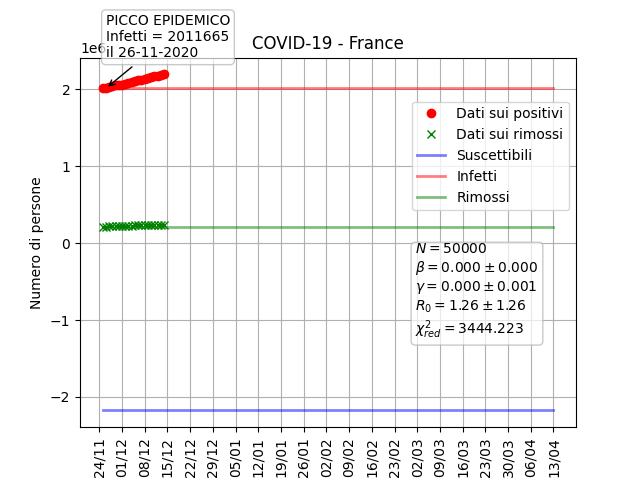 PICCO EPIDEMICO
Infetti = 2011665
il 26-11-2020
1e6
COVID-19 - France
Numero di persone
2
1
0
−1
−2
Dati sui positivi
Dati sui rimossi
Suscettibili
Infetti
Rimossi
N = 50000
β = 0.000 ± 0.000
γ = 0.000 ± 0.001
R₀ = 1.26 ± 1.26
χ²red = 3444.223
24/11
01/12
08/12
15/12
22/12
29/12
05/01
12/01
19/01
26/01
02/02
09/02
16/02
23/02
02/03
09/03
16/03
23/03
30/03
06/04
13/04